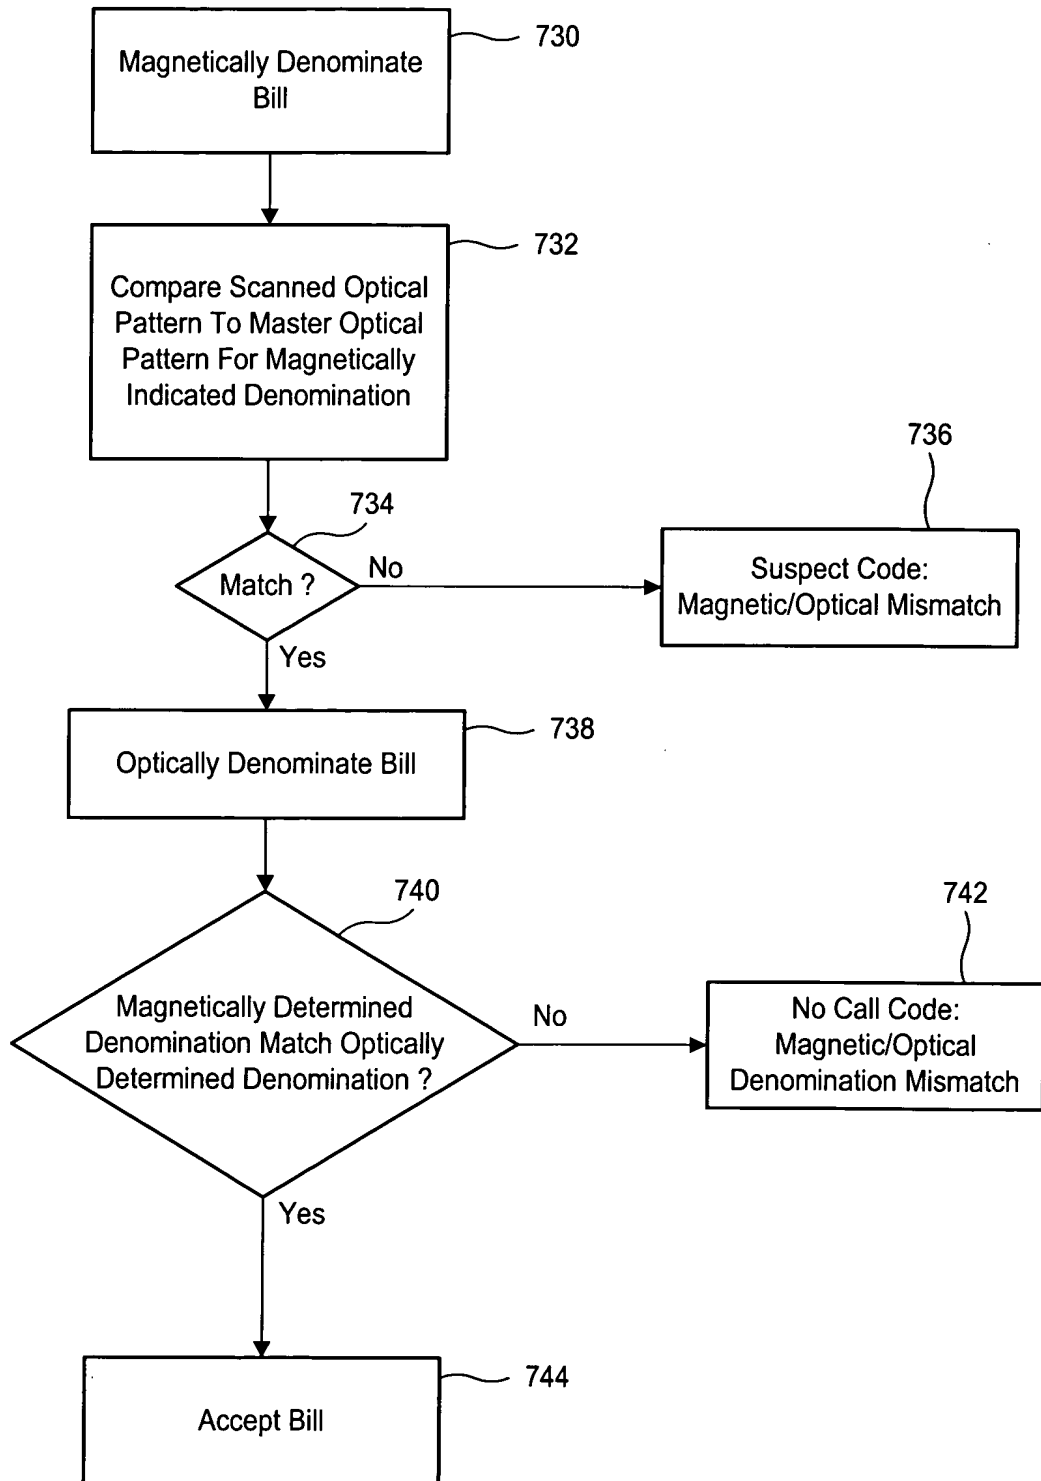 730
Magnetically Denominate
Bill
732
Compare Scanned Optical
Pattern To Master Optical
Pattern For Magnetically
Indicated Denomination
736
734
Match ?
No
Suspect Code:
Magnetic/Optical Mismatch
Yes
738
Optically Denominate Bill
740
742
Magnetically Determined
Denomination Match Optically
Determined Denomination ?
No
No Call Code:
Magnetic/Optical
Denomination Mismatch
Yes
744
Accept Bill